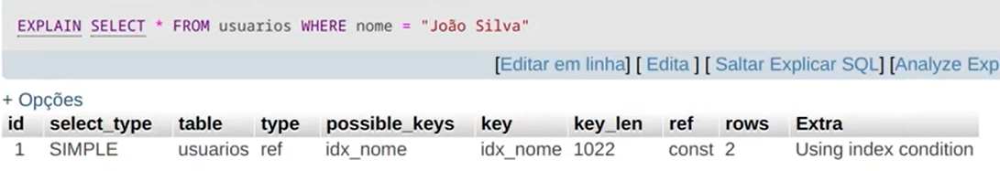 EXPLAIN SELECT * FROM usuarios WHERE nome = "João Silva"
[Editar em linha] [ Edita ] [ Saltar Explicar SQL] [Analyze Exp
+ Opções
id select_type table type possible_keys key key_len ref rows Extra
1 SIMPLE usuarios ref idx_nome idx_nome 1022 const 2 Using index condition